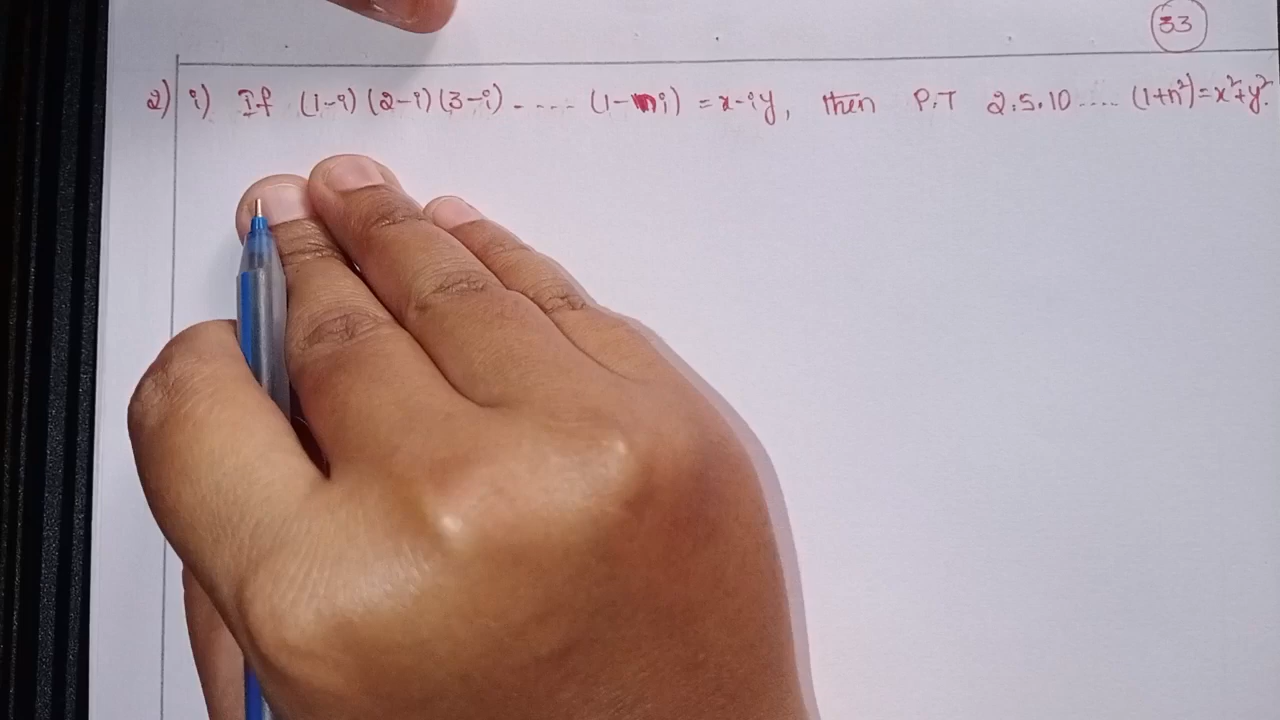 33
2) i) If (1-i) (2-i) (3-i) - .... (1-ni) = x-iy, then P.T 2.5.10 .... (1+n²)=x²+y².